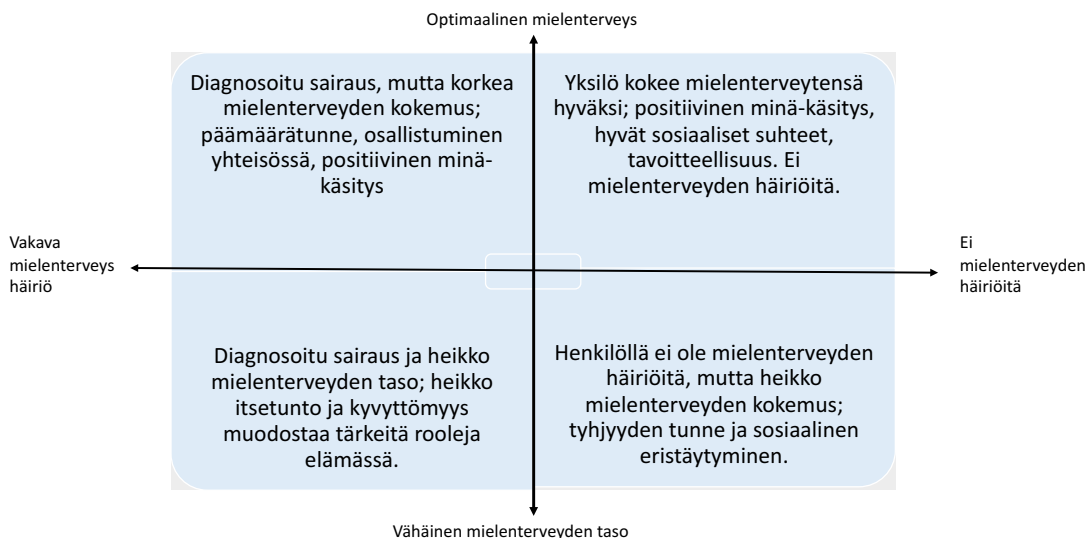 Optimaalinen mielenterveys
Diagnosoitu sairaus, mutta korkea
mielenterveyden kokemus;
päämäärätunne, osallistuminen
yhteisössä, positiivinen minä-
käsitys
Yksilö kokee mielenterveytensä
hyväksi; positiivinen minä-käsitys,
hyvät sosiaaliset suhteet,
tavoitteellisuus. Ei
mielenterveyden häiriöitä.
Vakava
mielenterveys
häiriö
Ei
mielenterveyden
häiriöitä
Diagnosoitu sairaus ja heikko
mielenterveyden taso; heikko
itsetunto ja kyvyttömyys
muodostaa tärkeitä rooleja
elämässä.
Henkilöllä ei ole mielenterveyden
häiriöitä, mutta heikko
mielenterveyden kokemus;
tyhjyyden tunne ja sosiaalinen
eristäytyminen.
Vähäinen mielenterveyden taso